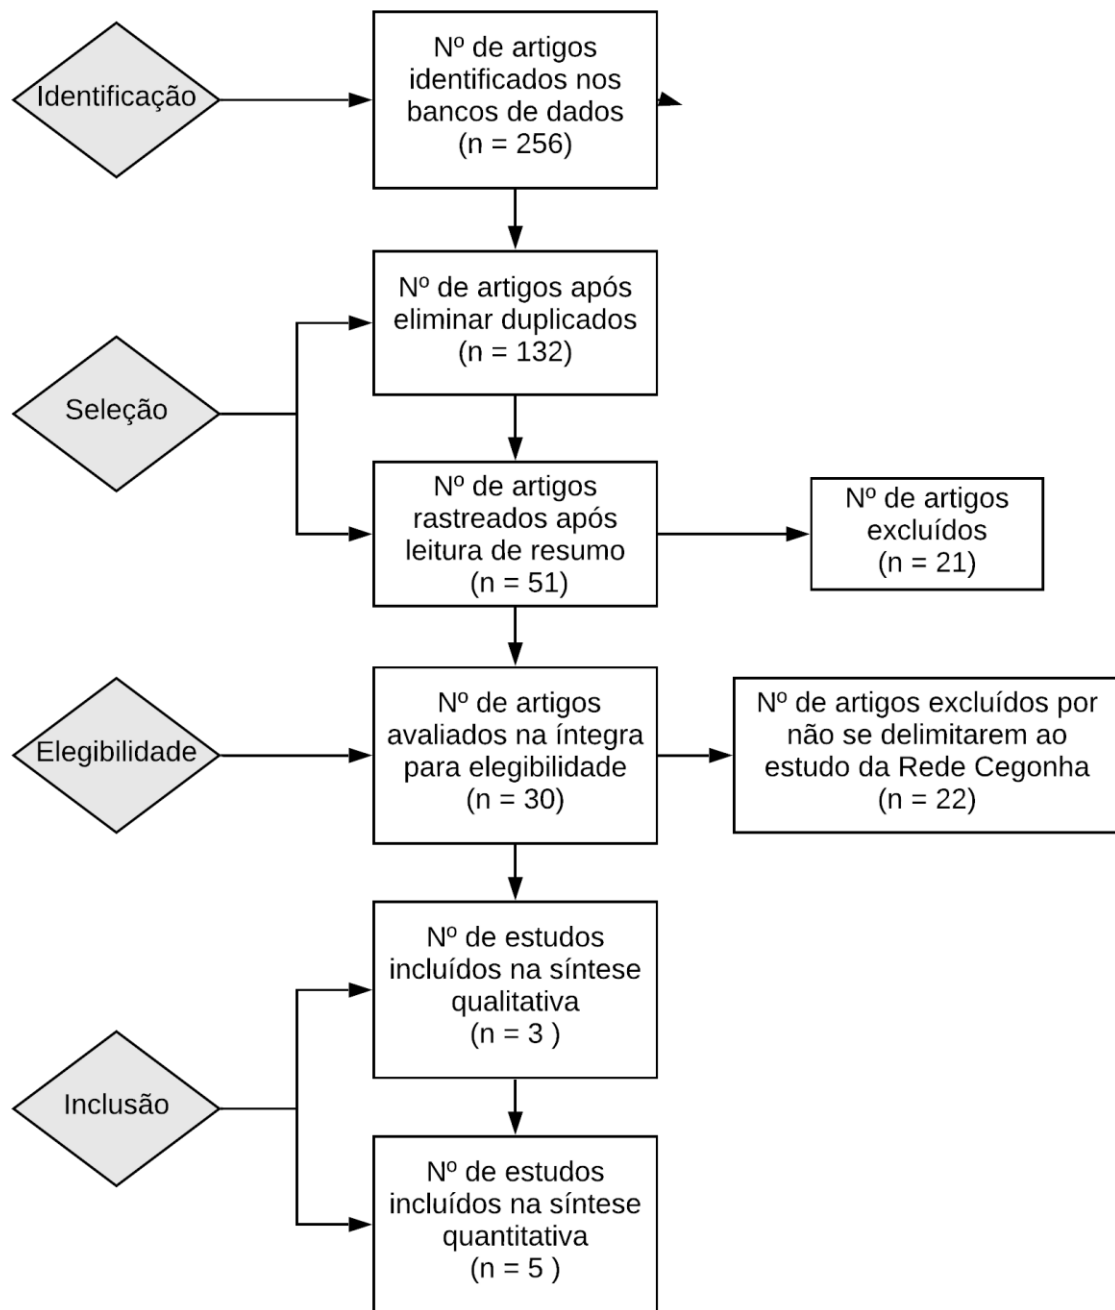 Identificação
Nº de artigos
identificados nos
bancos de dados
(n = 256)
Seleção
Nº de artigos após
eliminar duplicados
(n = 132)
Nº de artigos
rastreados após
leitura de resumo
(n = 51)
Nº de artigos
excluídos
(n = 21)
Elegibilidade
Nº de artigos
avaliados na íntegra
para elegibilidade
(n = 30)
Nº de artigos excluídos por
não se delimitarem ao
estudo da Rede Cegonha
(n = 22)
Inclusão
Nº de estudos
incluídos na síntese
qualitativa
(n = 3 )
Nº de estudos
incluídos na síntese
quantitativa
(n = 5 )